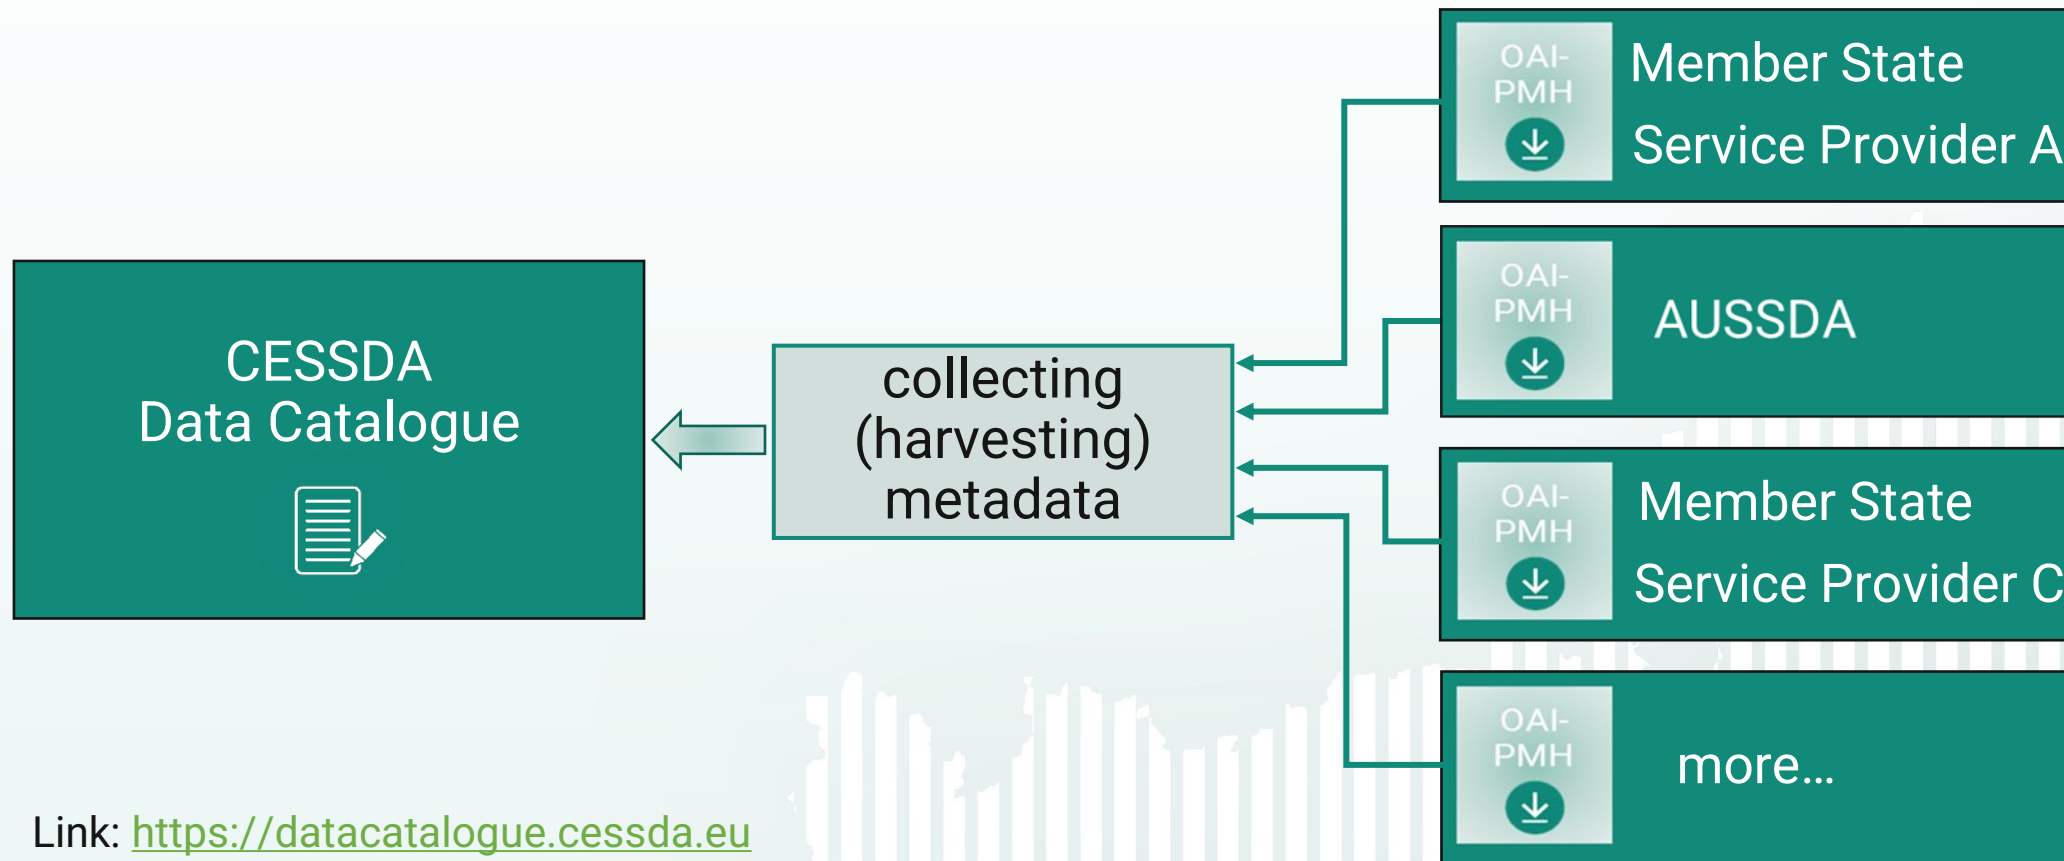 CESSDA
Data Catalogue
collecting
(harvesting)
metadata
OAI-
PMH
Member State
Service Provider A
OAI-
PMH
AUSSDA
OAI-
PMH
Member State
Service Provider C
OAI-
PMH
more...
Link: https://datacatalogue.cessda.eu